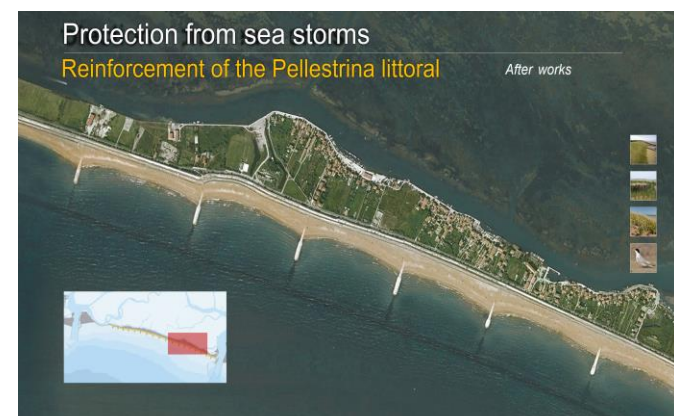 Protection from sea storms
Reinforcement of the Pellestrina littoral
After works